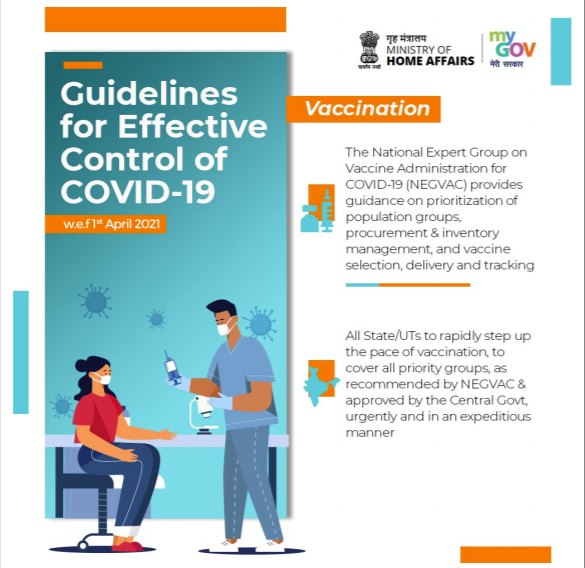 गृह मंत्रालय
MINISTRY OF
HOME AFFAIRS
my
GOV
मेरी सरकार
Guidelines
for Effective
Control of
COVID-19
w.e.f 1st April 2021
Vaccination
The National Expert Group on
Vaccine Administration for
COVID-19 (NEGVAC) provides
guidance on prioritization of
population groups,
procurement & inventory
management, and vaccine
selection, delivery and tracking
All State/UTs to rapidly step up
the pace of vaccination, to
cover all priority groups, as
recommended by NEGVAC &
approved by the Central Govt,
urgently and in an expeditious
manner